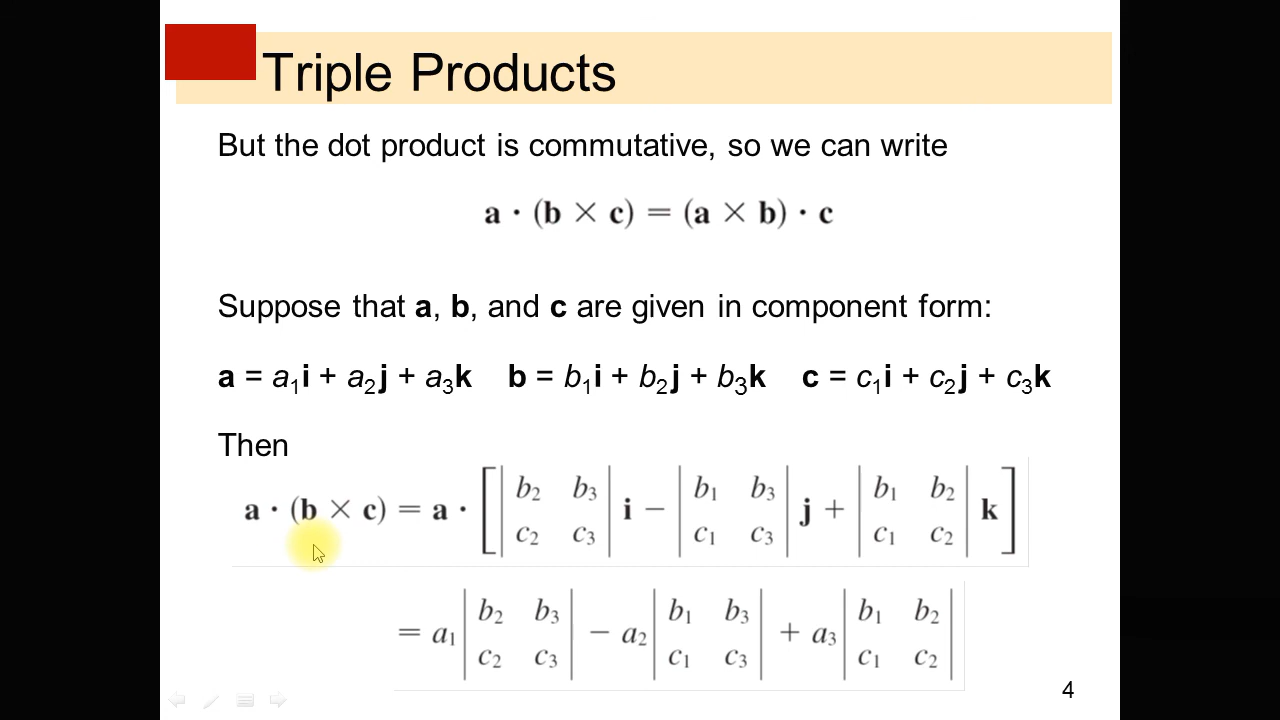 Triple Products
But the dot product is commutative, so we can write
a · (b × c) = (a × b) · c
Suppose that a, b, and c are given in component form:
a = a₁i + a₂j + a₃k b = b₁i + b₂j + b₃k c = c₁i + c₂j + c₃k
Then
a · (b × c) = a · [ | b₂ b₃ | i − | b₁ b₃ | j + | b₁ b₂ | k ]
| c₂ c₃ | | c₁ c₃ | | c₁ c₂ |
= a₁ | b₂ b₃ | − a₂ | b₁ b₃ | + a₃ | b₁ b₂ |
| c₂ c₃ | | c₁ c₃ | | c₁ c₂ |
4